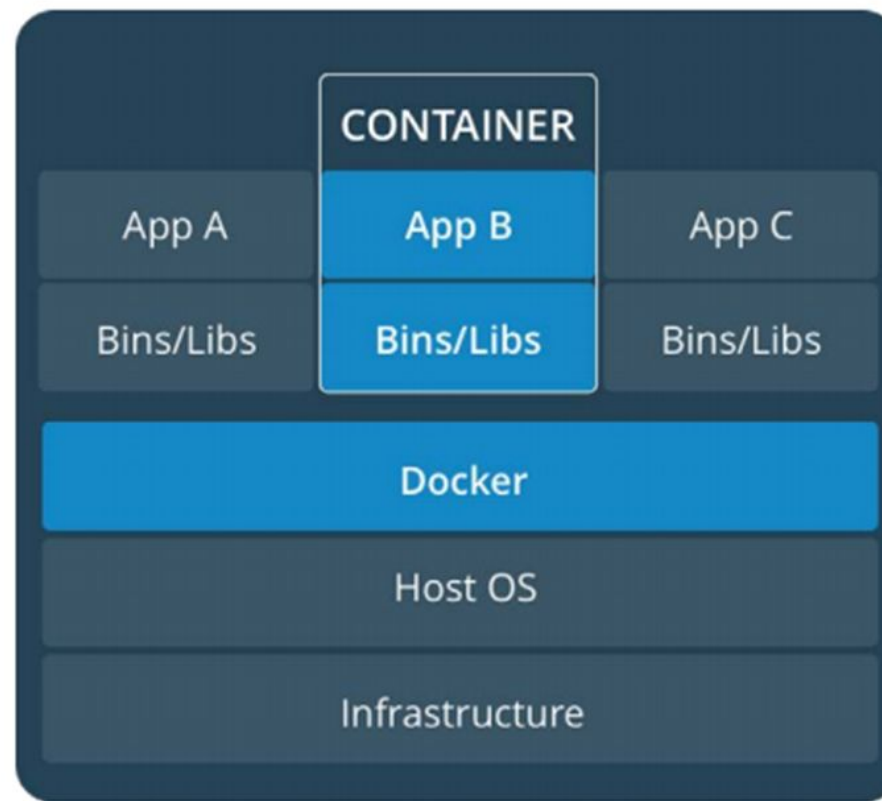 CONTAINER
App A App B App C
Bins/Libs Bins/Libs Bins/Libs
Docker
Host OS
Infrastructure